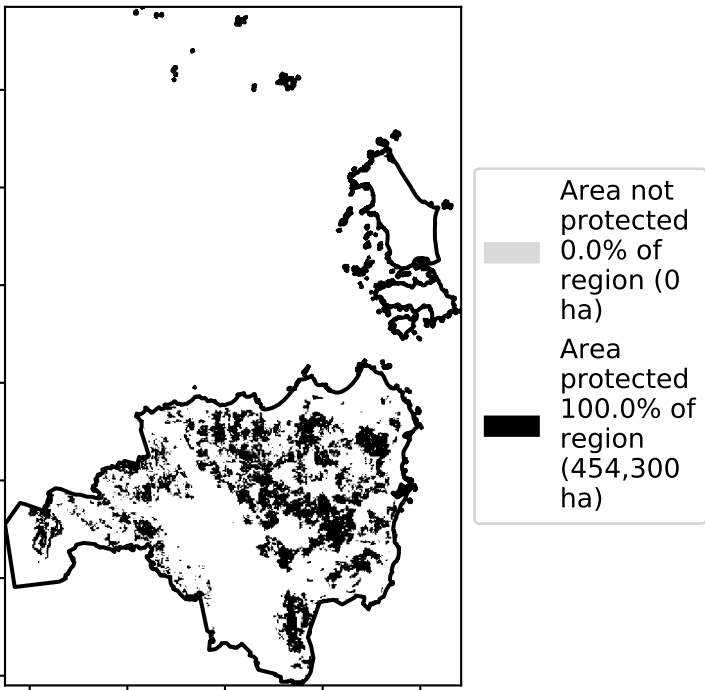 Area not
protected
0.0% of
region (0
ha)
Area
protected
100.0% of
region
(454,300
ha)